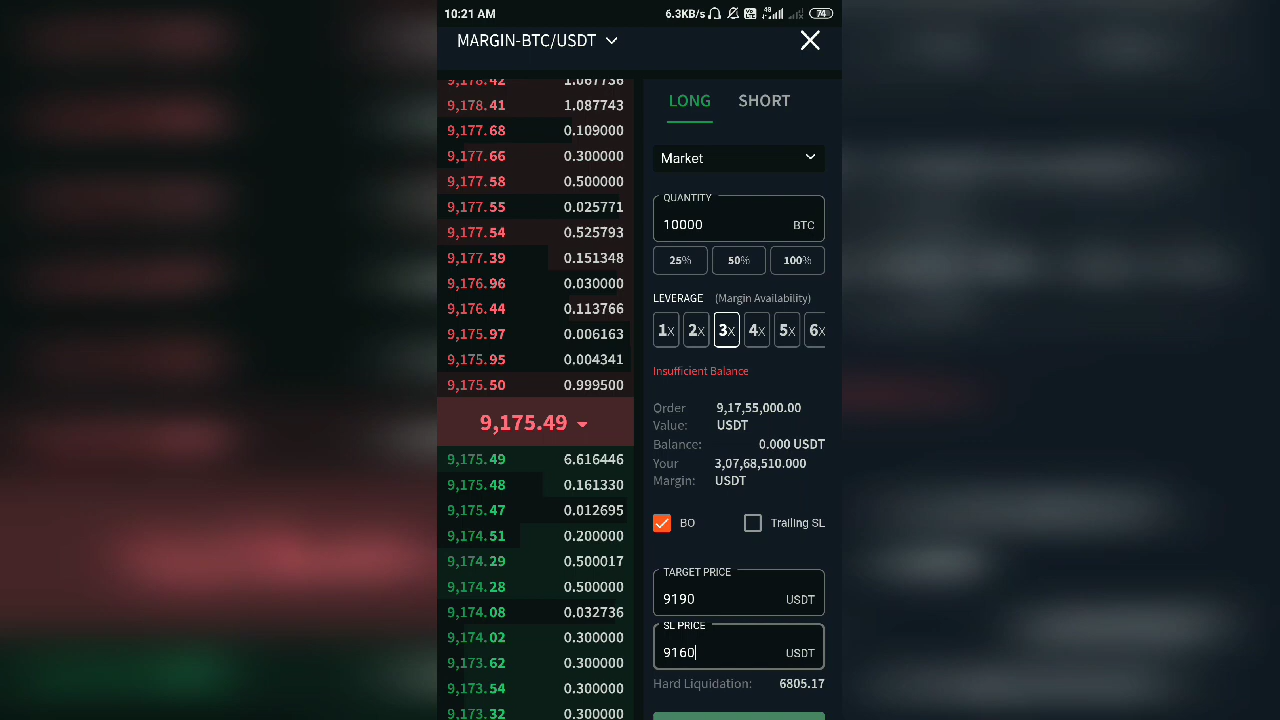 10:21 AM 6.3KB/s 4G 74
MARGIN-BTC/USDT
9,178.42 1.067736
9,178.41 1.087743
9,177.68 0.109000
9,177.66 0.300000
9,177.58 0.500000
9,177.55 0.025771
9,177.54 0.525793
9,177.39 0.151348
9,176.96 0.030000
9,176.44 0.113766
9,175.97 0.006163
9,175.95 0.004341
9,175.50 0.999500
9,175.49
9,175.49 6.616446
9,175.48 0.161330
9,175.47 0.012695
9,174.51 0.200000
9,174.29 0.500017
9,174.28 0.500000
9,174.08 0.032736
9,174.02 0.300000
9,173.62 0.300000
9,173.54 0.300000
9,173.32 0.300000
LONG SHORT
Market
QUANTITY
10000 BTC
25% 50% 100%
LEVERAGE (Margin Availability)
1x 2x 3x 4x 5x 6x
Insufficient Balance
Order 9,17,55,000.00
Value: USDT
Balance: 0.000 USDT
Your 3,07,68,510.000
Margin: USDT
BO Trailing SL
TARGET PRICE
9190 USDT
SL PRICE
9160 USDT
Hard Liquidation: 6805.17